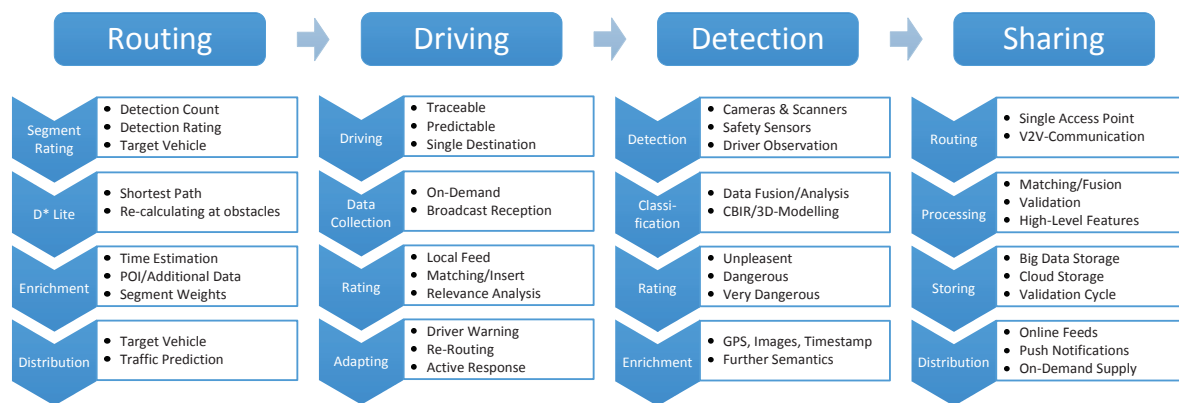 Routing
Driving
Detection
Sharing
Segment
Rating
• Detection Count
• Detection Rating
• Target Vehicle
D* Lite
• Shortest Path
• Re-calculating at obstacles
Enrichment
• Time Estimation
• POI/Additional Data
• Segment Weights
Distribution
• Target Vehicle
• Traffic Prediction
Driving
• Traceable
• Predictable
• Single Destination
Data
Collection
• On-Demand
• Broadcast Reception
Rating
• Local Feed
• Matching/Insert
• Relevance Analysis
Adapting
• Driver Warning
• Re-Routing
• Active Response
Detection
• Cameras & Scanners
• Safety Sensors
• Driver Observation
Classi-
fication
• Data Fusion/Analysis
• CBIR/3D-Modelling
Rating
• Unpleasent
• Dangerous
• Very Dangerous
Enrichment
• GPS, Images, Timestamp
• Further Semantics
Routing
• Single Access Point
• V2V-Communication
Processing
• Matching/Fusion
• Validation
• High-Level Features
Storing
• Big Data Storage
• Cloud Storage
• Validation Cycle
Distribution
• Online Feeds
• Push Notifications
• On-Demand Supply